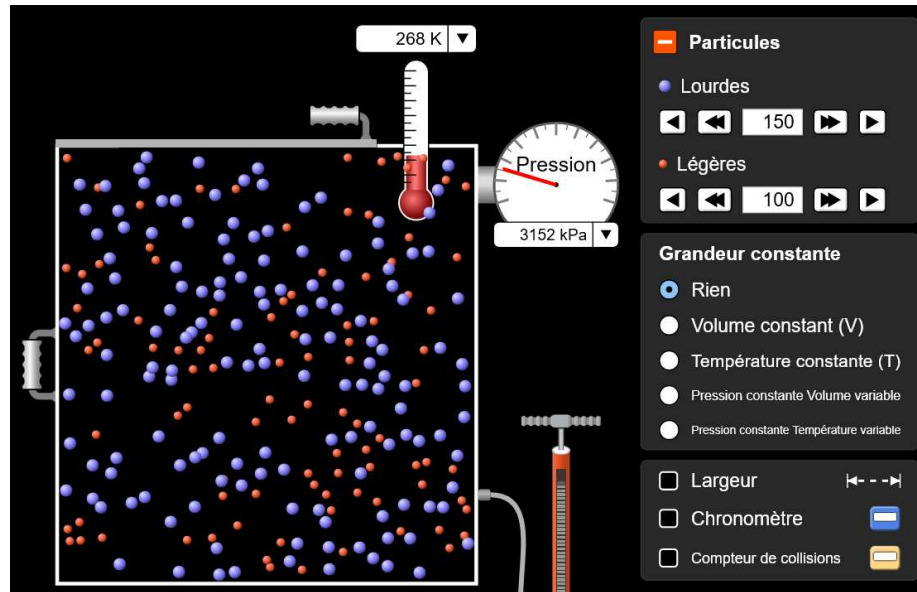 268 K
Pression
3152 kPa
Particules
Lourdes
150
Légères
100
Grandeur constante
Rien
Volume constant (V)
Température constante (T)
Pression constante Volume variable
Pression constante Température variable
Largeur
Chronomètre
Compteur de collisions